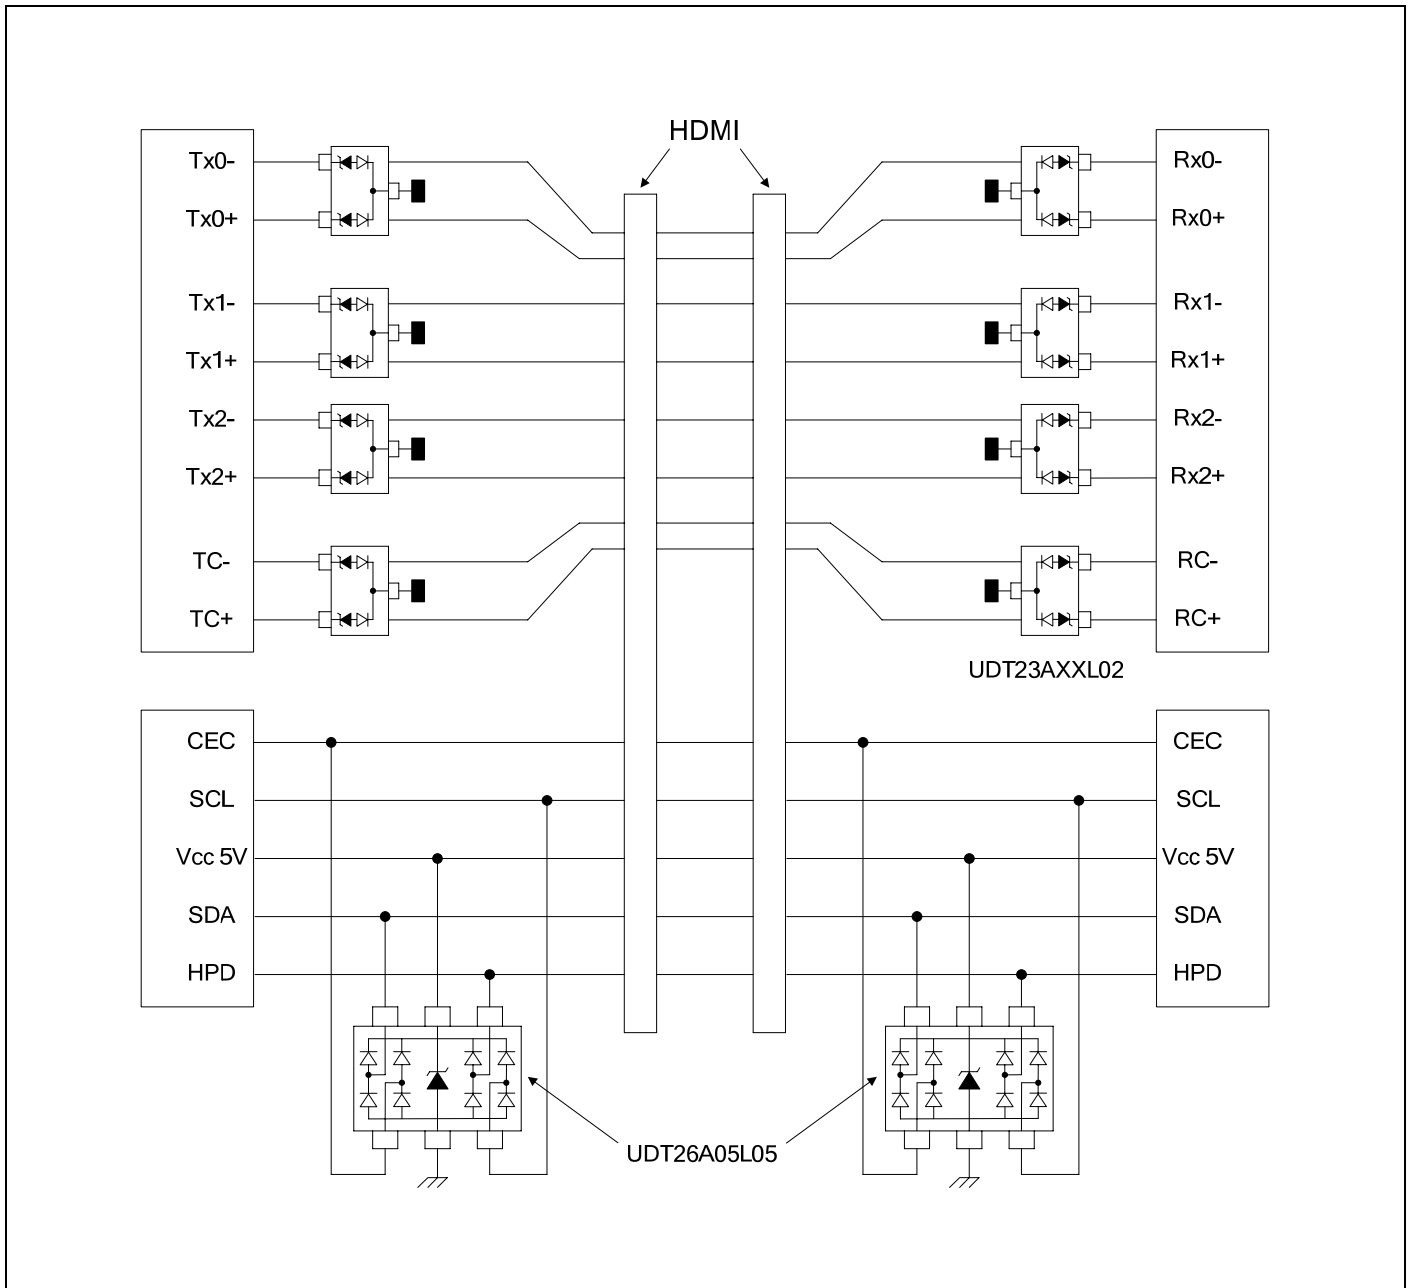 HDMI
Tx0-
Rx0-
Tx0+
Rx0+
Tx1-
Rx1-
Tx1+
Rx1+
Tx2-
Rx2-
Tx2+
Rx2+
TC-
RC-
TC+
RC+
UDT23AXXL02
CEC
CEC
SCL
SCL
Vcc 5V
Vcc 5V
SDA
SDA
HPD
HPD
UDT26A05L05